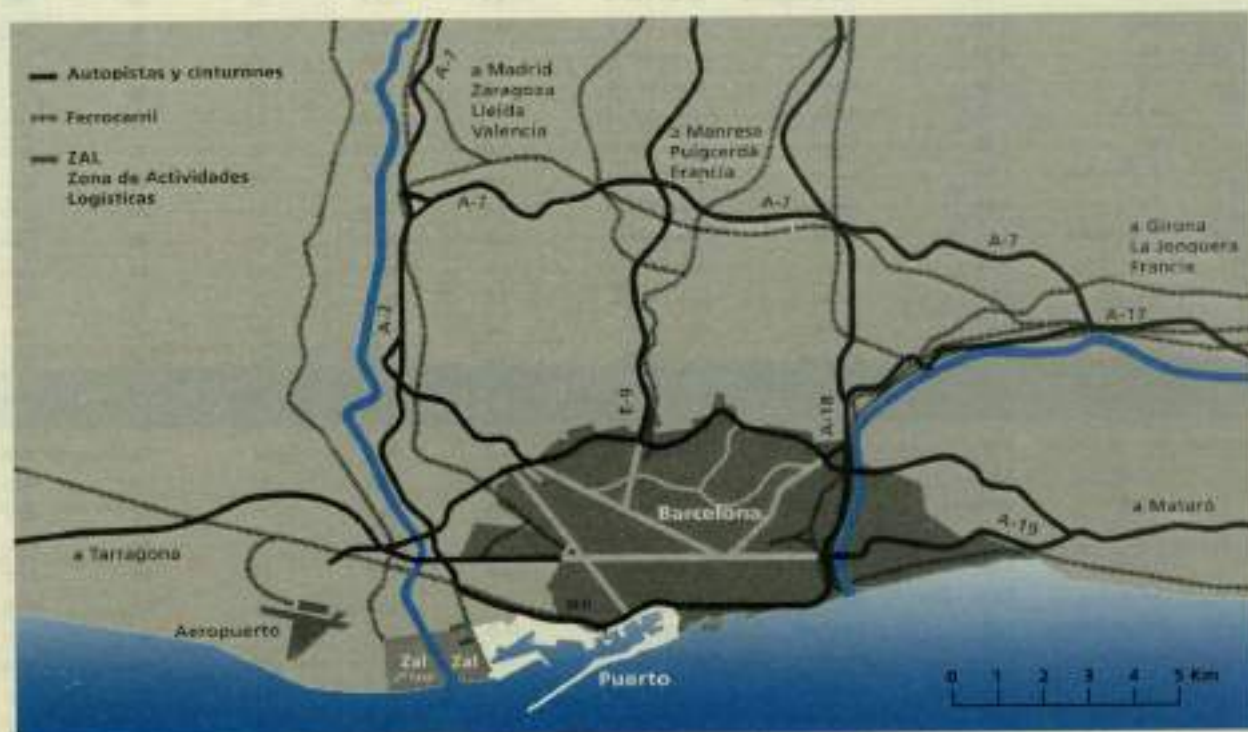 Autopistas y cinturones
Ferrocarril
ZAL
Zona de Actividades
Logísticas
A-7
a Madrid
Zaragoza
Lleida
Valencia
a Manresa
Puigcerdà
Francia
A-7
A-7
A-7
a Girona
La Jonquera
Francia
A-17
E-9
A-18
Barcelona
A-19
a Mataró
a Tarragona
Aeropuerto
Zal
Zal
Puerto
0 1 2 3 4 5 Km